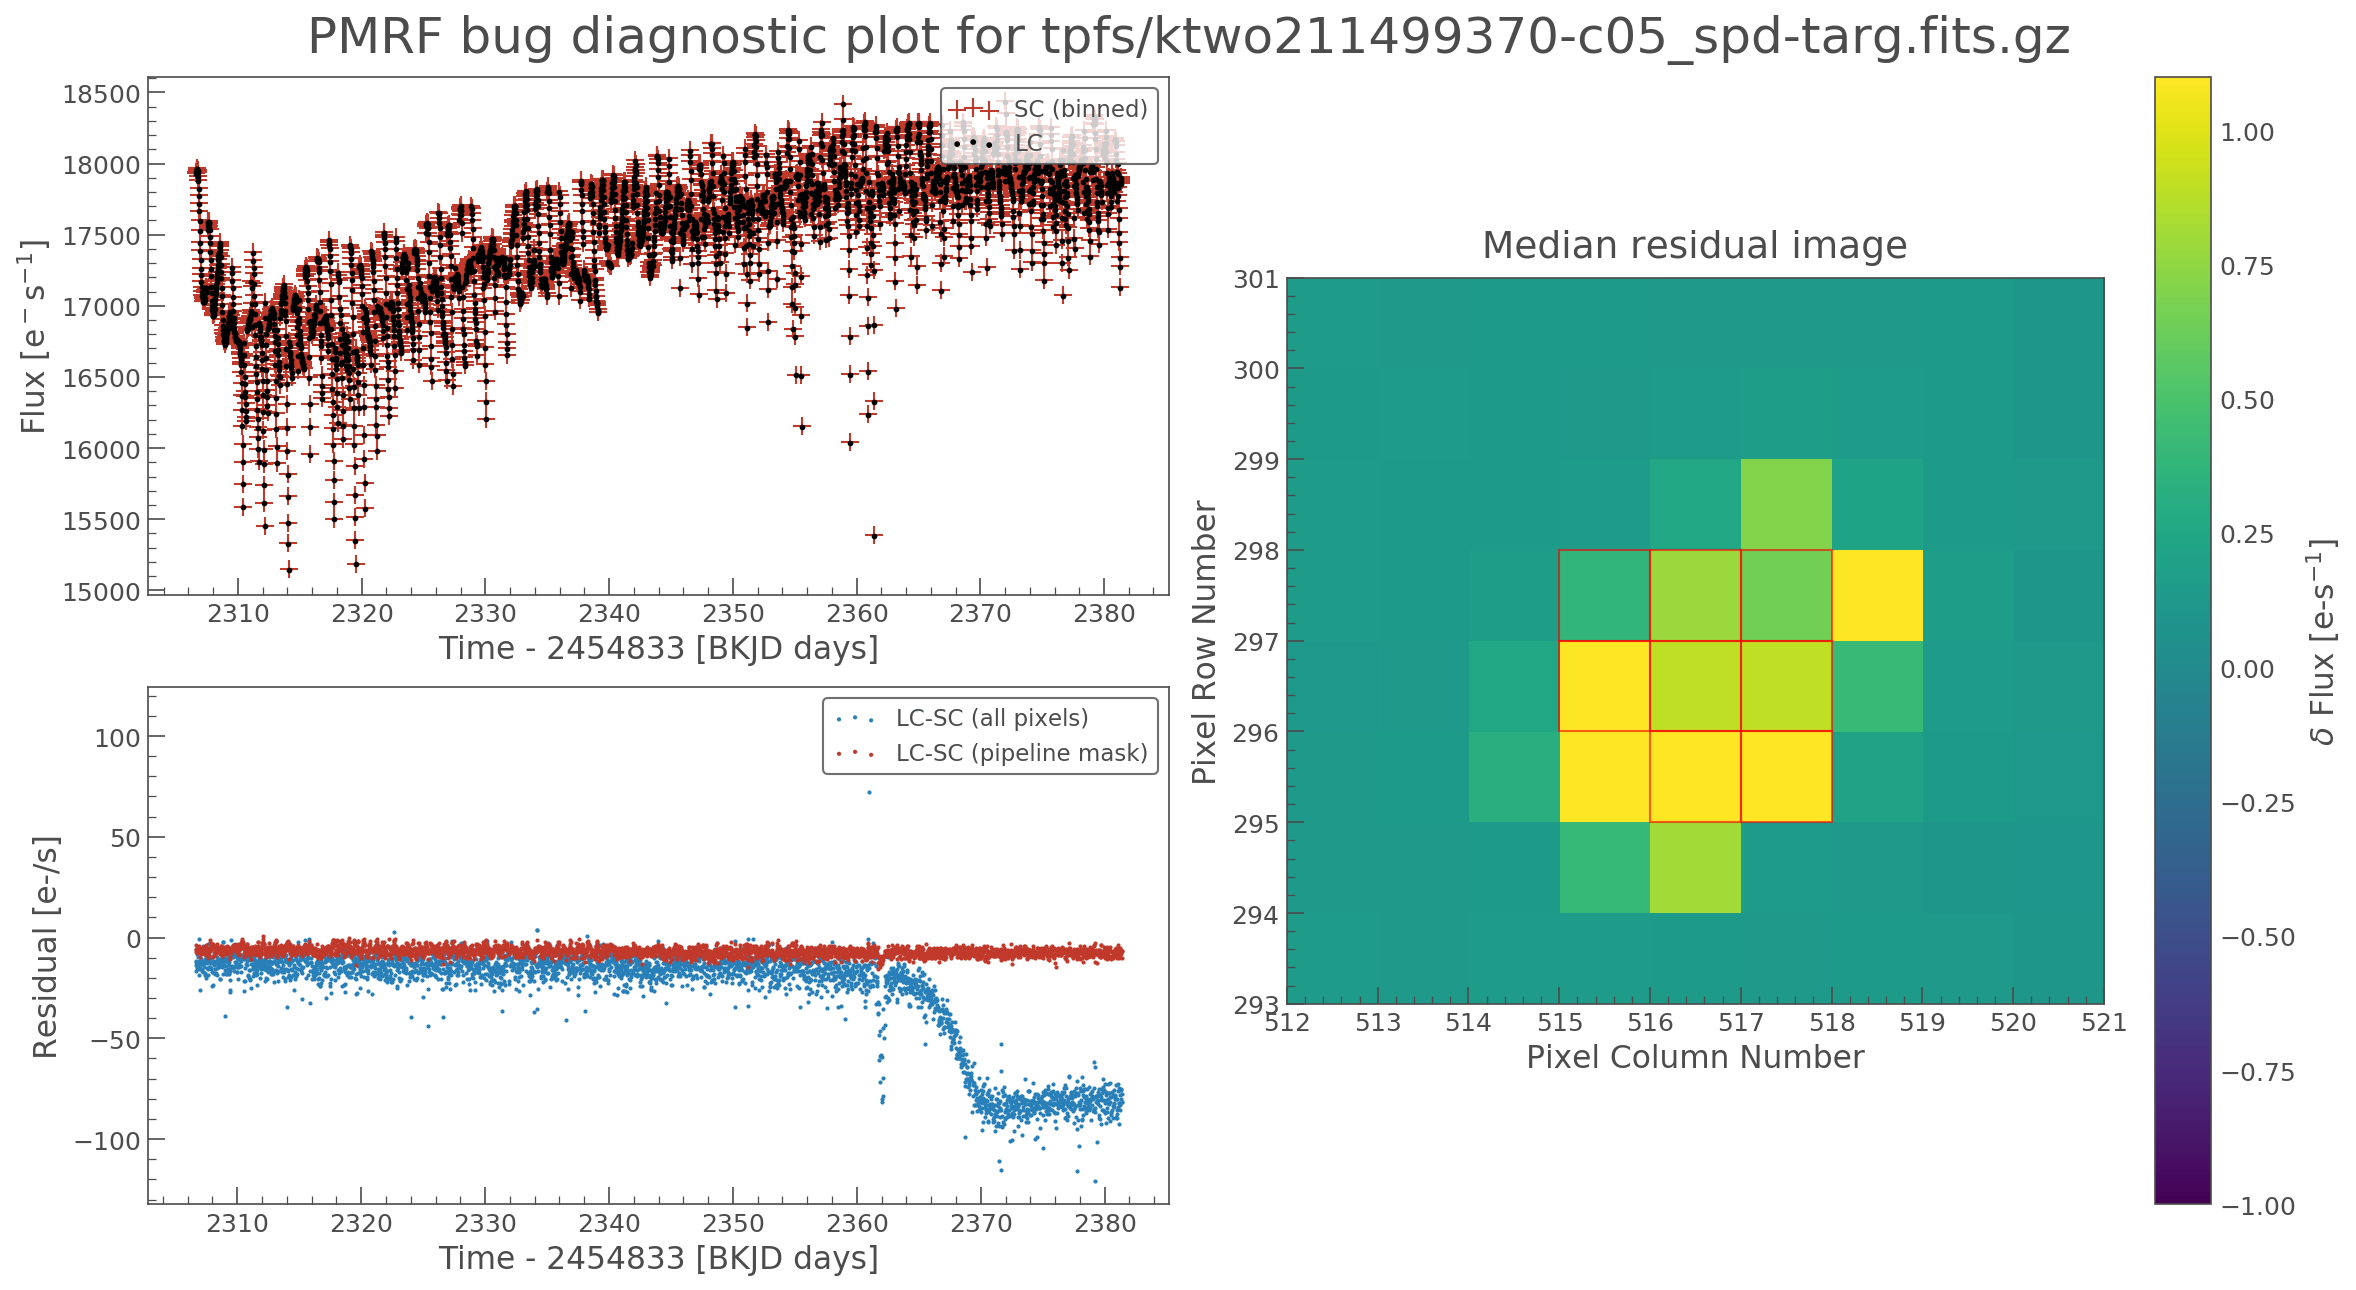 PMRF bug diagnostic plot for tpfs/ktwo211499370-c05_spd-targ.fits.gz
Flux [e⁻ s⁻¹]
18500
18000
17500
17000
16500
16000
15500
15000
SC (binned)
LC
2310 2320 2330 2340 2350 2360 2370 2380
Time - 2454833 [BKJD days]
Residual [e-/s]
100
50
0
−50
−100
LC-SC (all pixels)
LC-SC (pipeline mask)
2310 2320 2330 2340 2350 2360 2370 2380
Time - 2454833 [BKJD days]
Median residual image
Pixel Row Number
301
300
299
298
297
296
295
294
293
512 513 514 515 516 517 518 519 520 521
Pixel Column Number
1.00
0.75
0.50
0.25
0.00
−0.25
−0.50
−0.75
−1.00
δ Flux [e-s⁻¹]